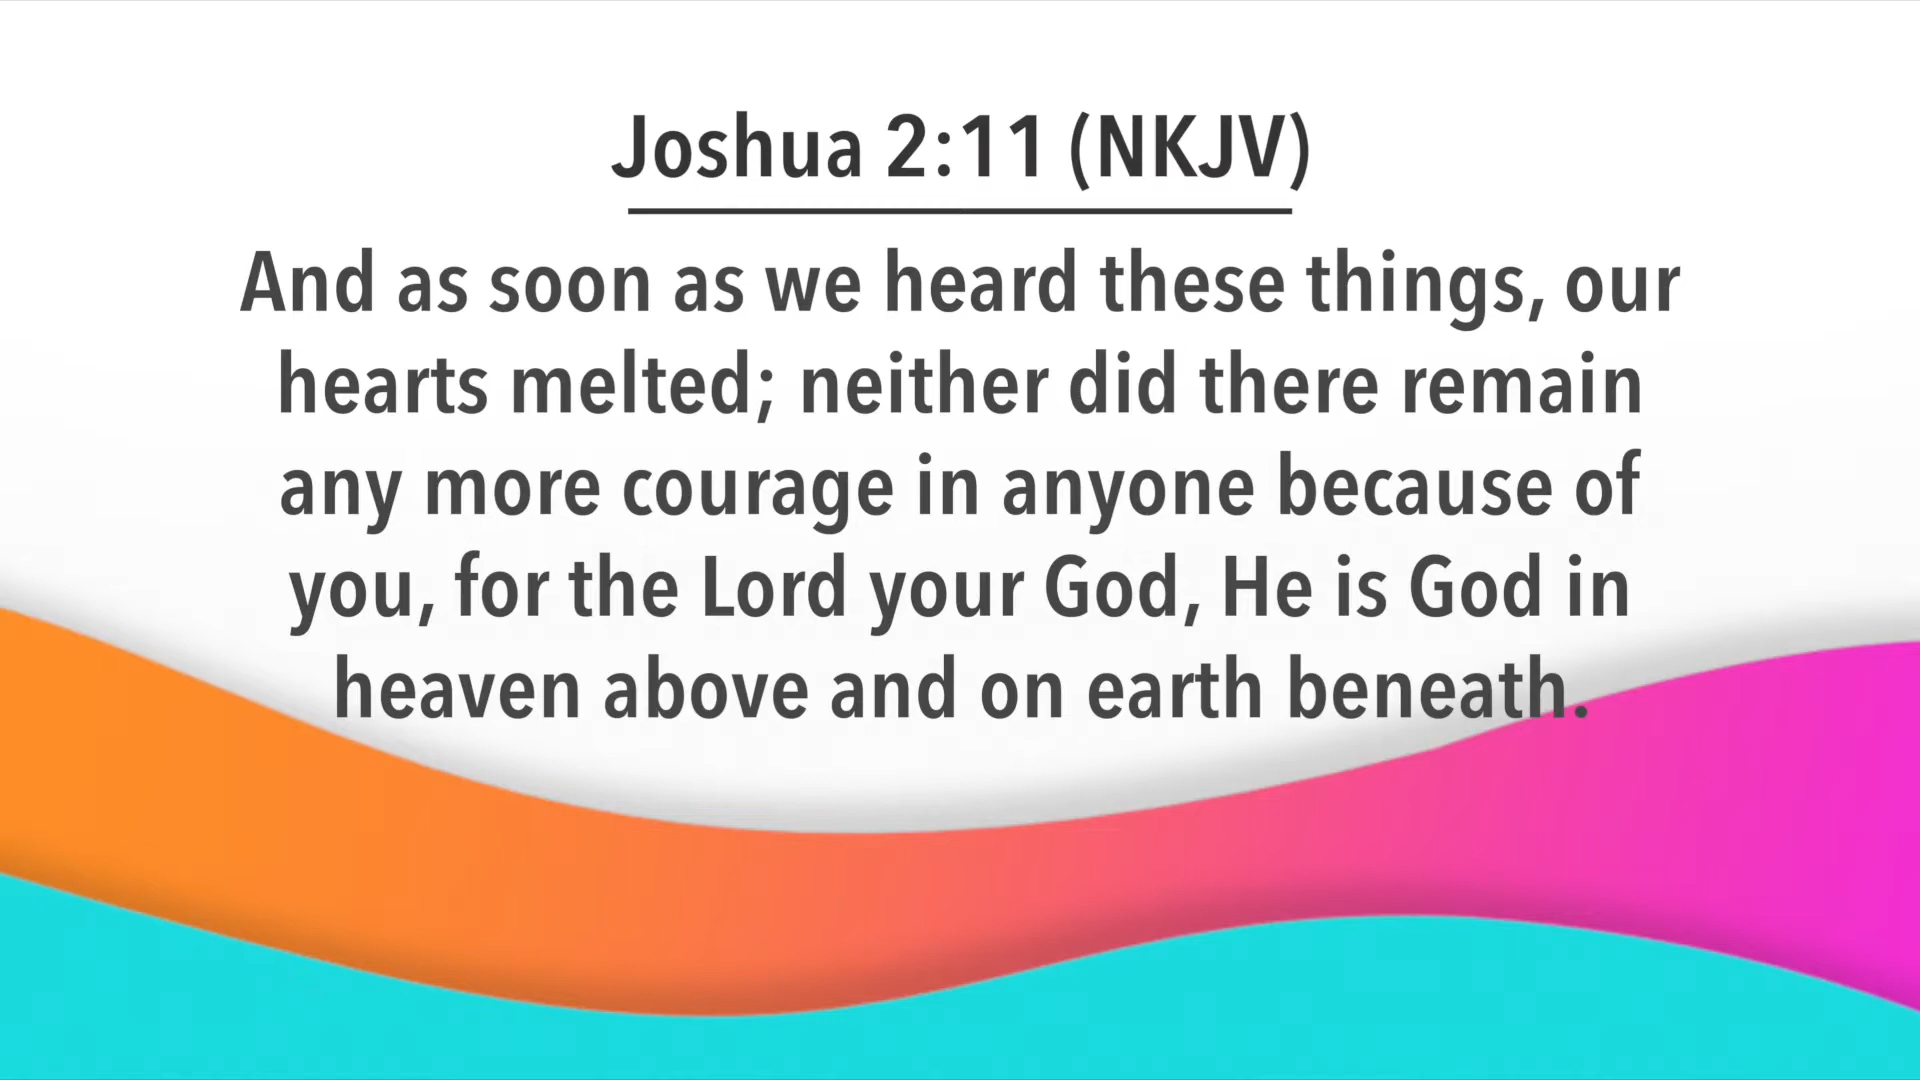 Joshua 2:11 (NKJV)
And as soon as we heard these things, our
hearts melted; neither did there remain
any more courage in anyone because of
you, for the Lord your God, He is God in
heaven above and on earth beneath.